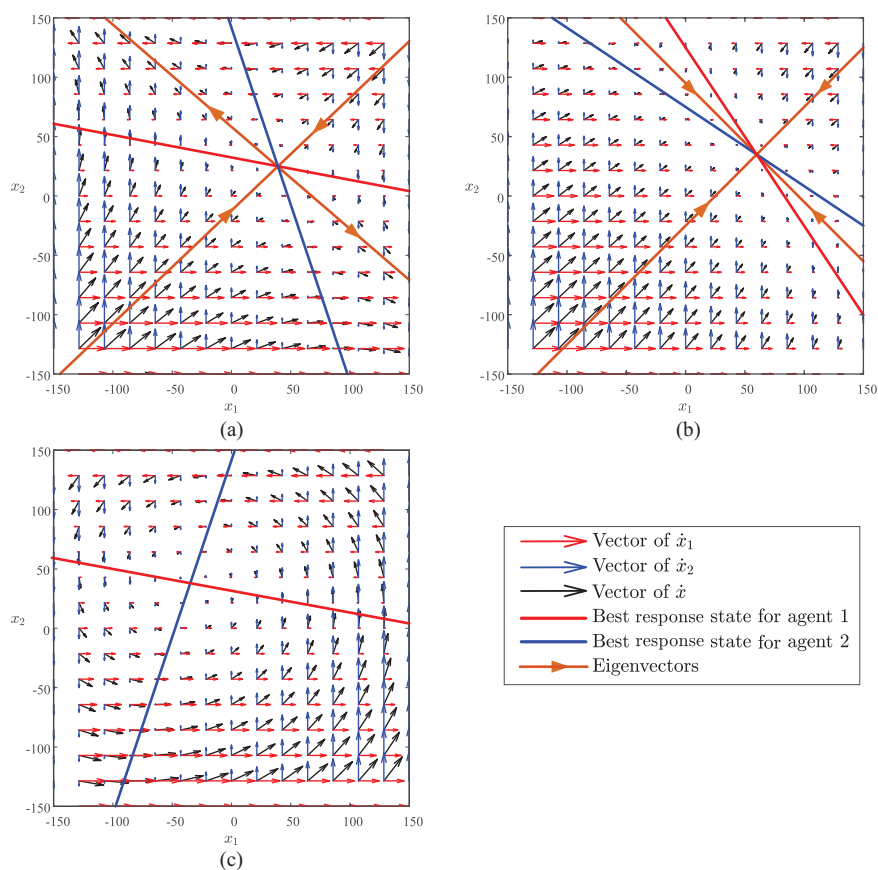 150
100
50
0
-50
-100
-150
x₂
-150 -100 -50 0 50 100 150
x₁
(a)
150
100
50
0
-50
-100
-150
x₂
-150 -100 -50 0 50 100 150
x₁
(b)
150
100
50
0
-50
-100
-150
x₂
-150 -100 -50 0 50 100 150
x₁
(c)
Vector of ẋ₁
Vector of ẋ₂
Vector of ẋ
Best response state for agent 1
Best response state for agent 2
Eigenvectors